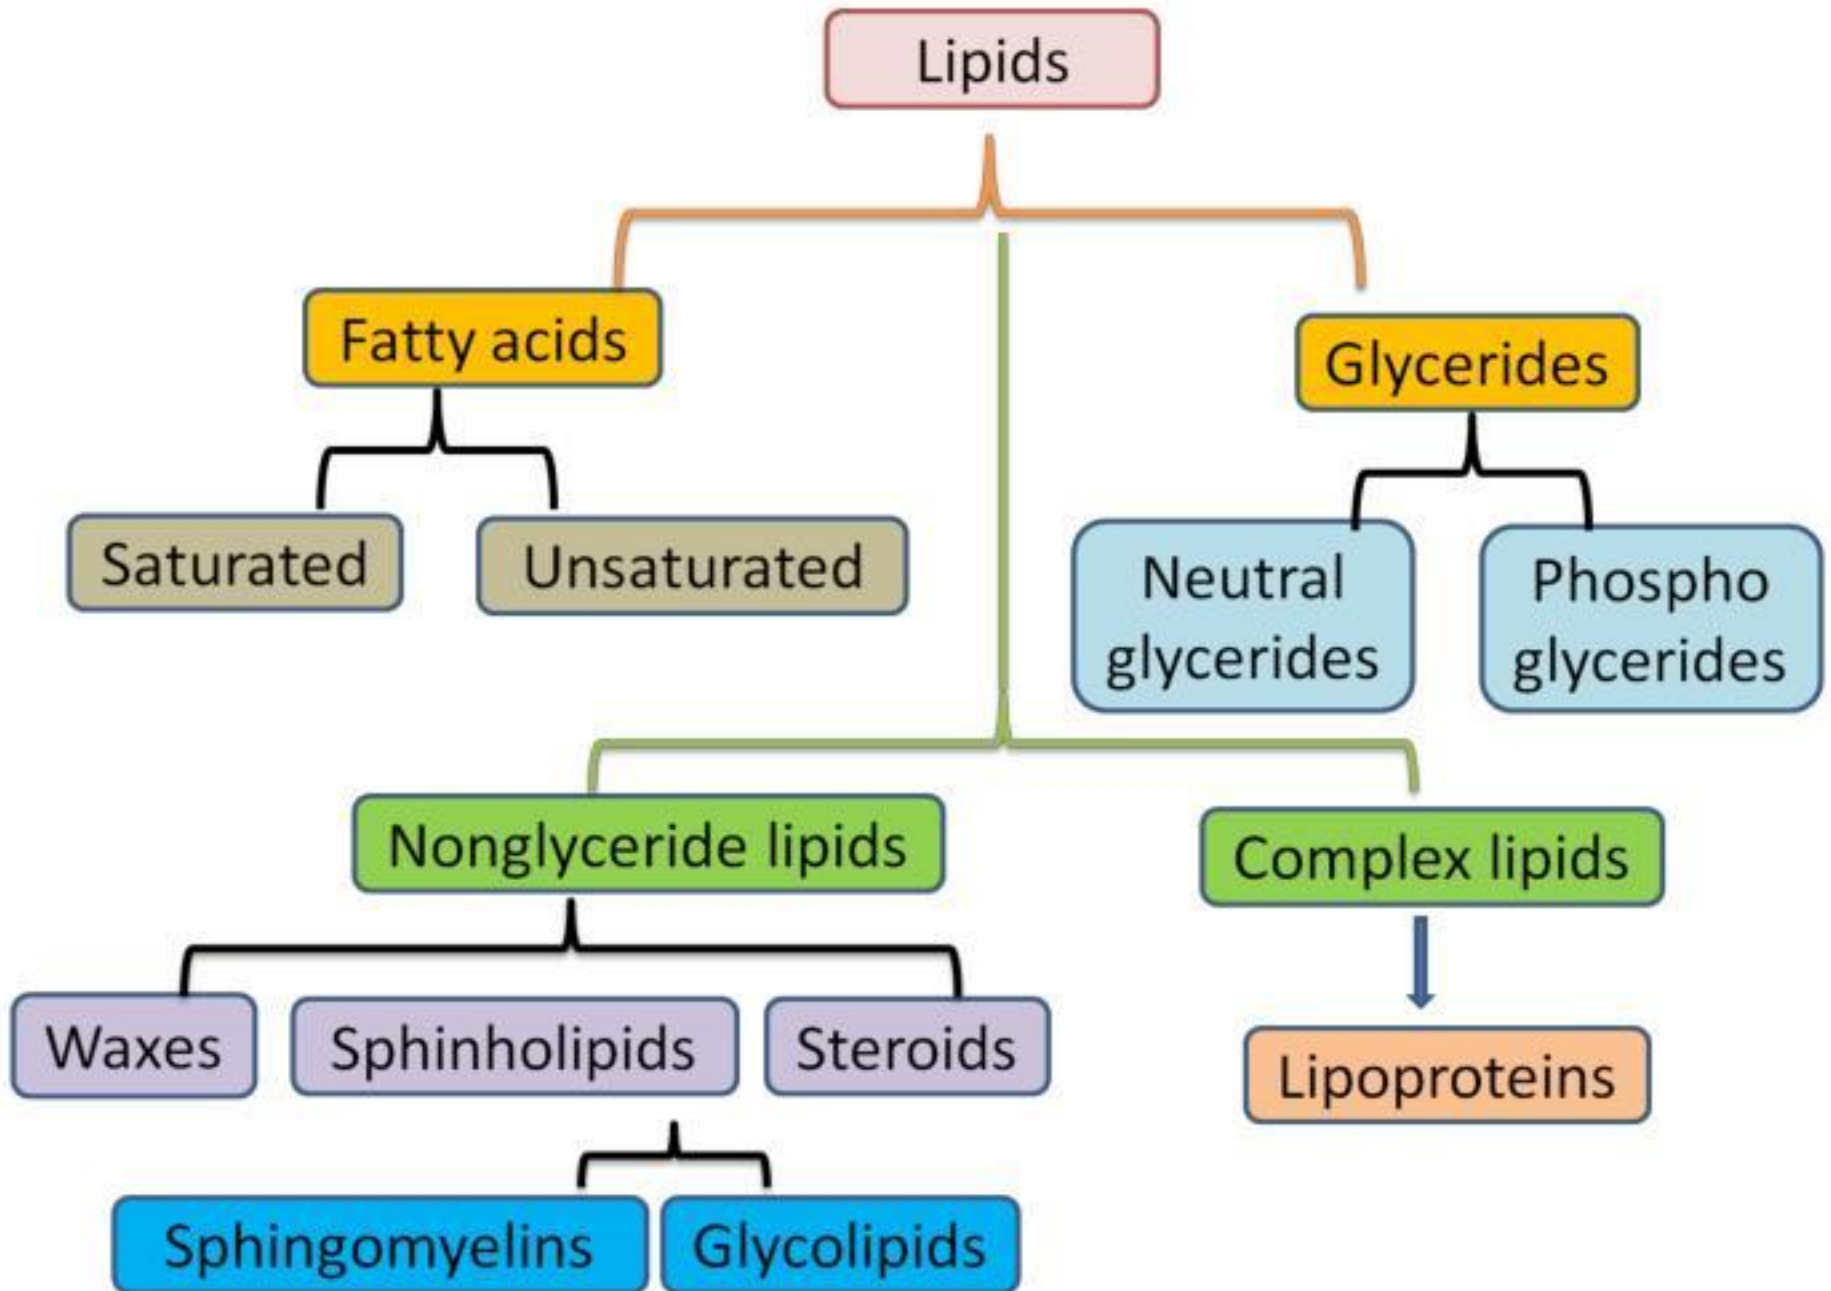 Lipids
Fatty acids
Glycerides
Saturated
Unsaturated
Neutral
glycerides
Phospho
glycerides
Nonglyceride lipids
Complex lipids
Waxes
Sphinholipids
Steroids
Lipoproteins
Sphingomyelins
Glycolipids